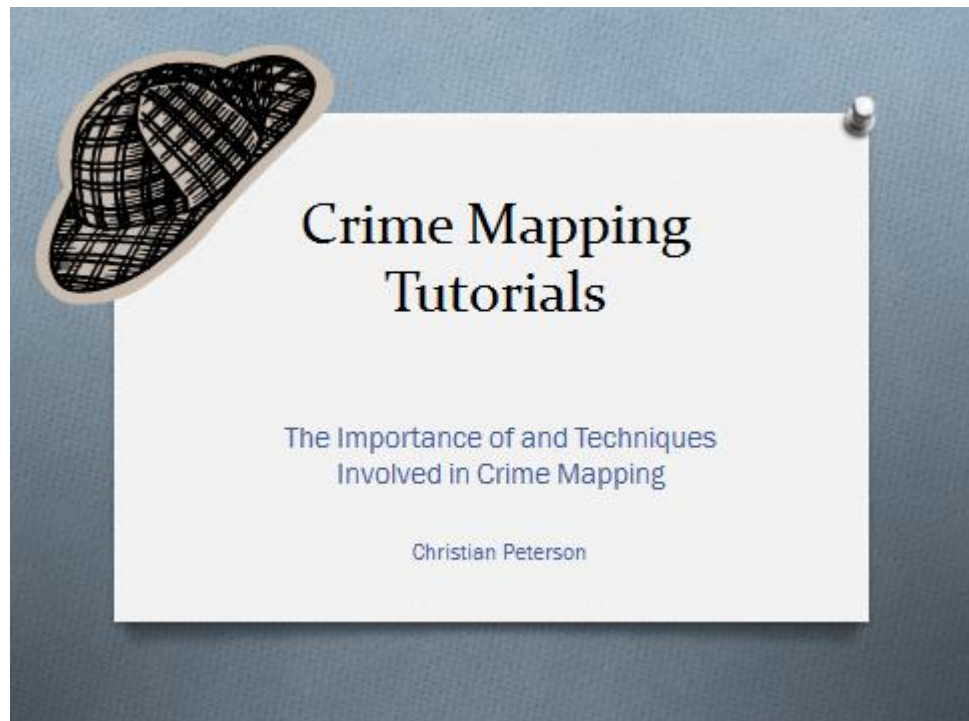 Crime Mapping
Tutorials
The Importance of and Techniques
Involved in Crime Mapping
Christian Peterson